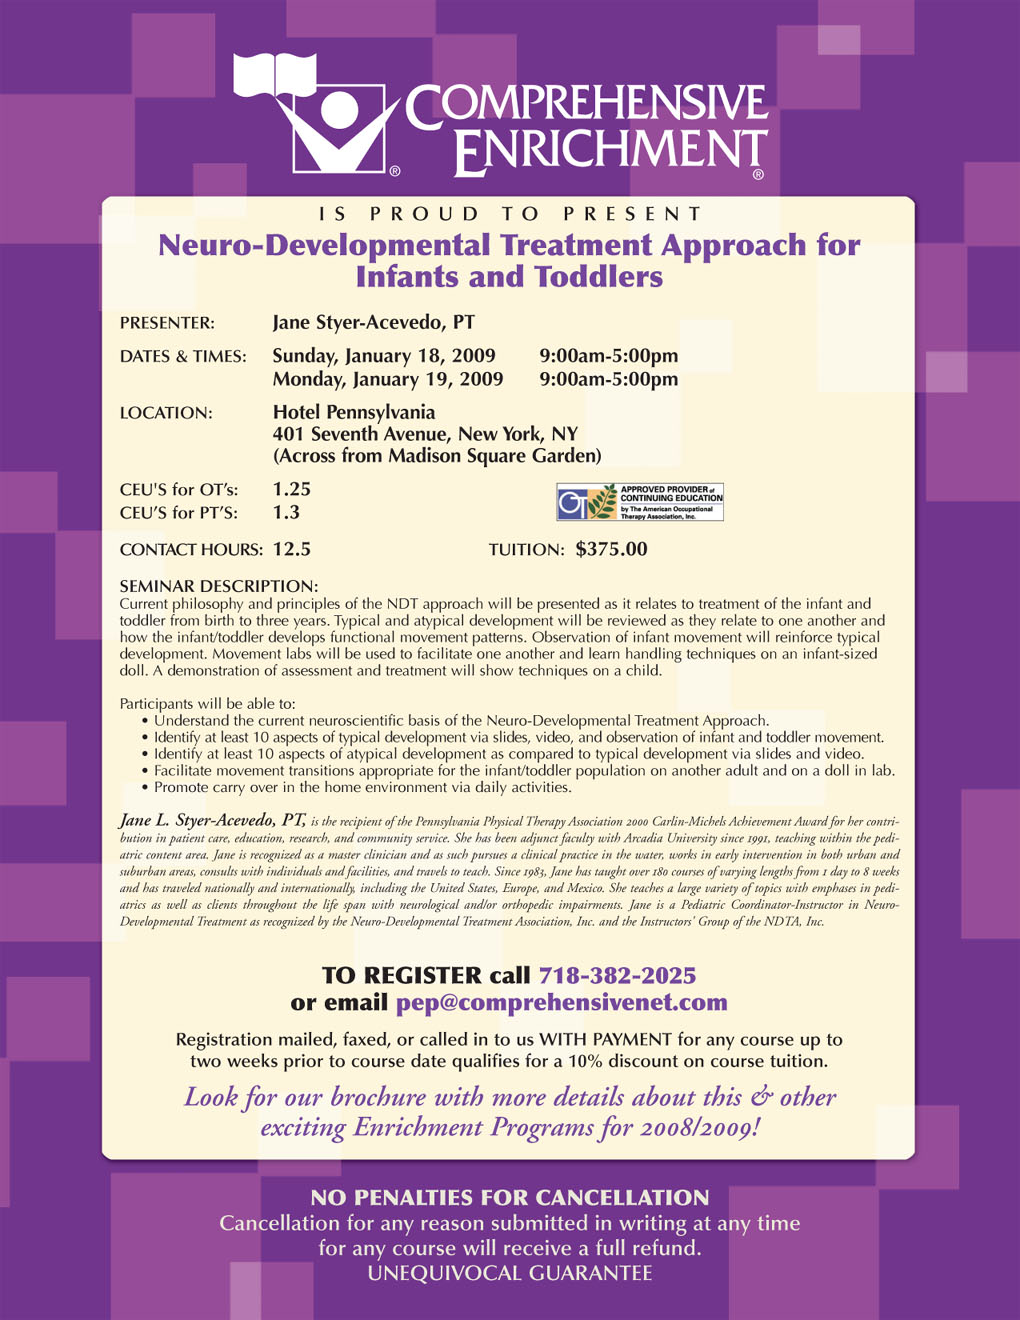 COMPREHENSIVE
ENRICHMENT
®
®
IS PROUD TO PRESENT
Neuro-Developmental Treatment Approach for
Infants and Toddlers
PRESENTER: Jane Styer-Acevedo, PT
DATES & TIMES: Sunday, January 18, 2009 9:00am-5:00pm
Monday, January 19, 2009 9:00am-5:00pm
LOCATION: Hotel Pennsylvania
401 Seventh Avenue, New York, NY
(Across from Madison Square Garden)
CEU'S for OT's: 1.25
CEU'S for PT'S: 1.3
OT
APPROVED PROVIDER of
CONTINUING EDUCATION
by The American Occupational
Therapy Association, Inc.
CONTACT HOURS: 12.5 TUITION: $375.00
SEMINAR DESCRIPTION:
Current philosophy and principles of the NDT approach will be presented as it relates to treatment of the infant and
toddler from birth to three years. Typical and atypical development will be reviewed as they relate to one another and
how the infant/toddler develops functional movement patterns. Observation of infant movement will reinforce typical
development. Movement labs will be used to facilitate one another and learn handling techniques on an infant-sized
doll. A demonstration of assessment and treatment will show techniques on a child.
Participants will be able to:
• Understand the current neuroscientific basis of the Neuro-Developmental Treatment Approach.
• Identify at least 10 aspects of typical development via slides, video, and observation of infant and toddler movement.
• Identify at least 10 aspects of atypical development as compared to typical development via slides and video.
• Facilitate movement transitions appropriate for the infant/toddler population on another adult and on a doll in lab.
• Promote carry over in the home environment via daily activities.
Jane L. Styer-Acevedo, PT, is the recipient of the Pennsylvania Physical Therapy Association 2000 Carlin-Michels Achievement Award for her contri-
bution in patient care, education, research, and community service. She has been adjunct faculty with Arcadia University since 1991, teaching within the pedi-
atric content area. Jane is recognized as a master clinician and as such pursues a clinical practice in the water, works in early intervention in both urban and
suburban areas, consults with individuals and facilities, and travels to teach. Since 1983, Jane has taught over 180 courses of varying lengths from 1 day to 8 weeks
and has traveled nationally and internationally, including the United States, Europe, and Mexico. She teaches a large variety of topics with emphases in pedi-
atrics as well as clients throughout the life span with neurological and/or orthopedic impairments. Jane is a Pediatric Coordinator-Instructor in Neuro-
Developmental Treatment as recognized by the Neuro-Developmental Treatment Association, Inc. and the Instructors' Group of the NDTA, Inc.
TO REGISTER call 718-382-2025
or email pep@comprehensivenet.com
Registration mailed, faxed, or called in to us WITH PAYMENT for any course up to
two weeks prior to course date qualifies for a 10% discount on course tuition.
Look for our brochure with more details about this & other
exciting Enrichment Programs for 2008/2009!
NO PENALTIES FOR CANCELLATION
Cancellation for any reason submitted in writing at any time
for any course will receive a full refund.
UNEQUIVOCAL GUARANTEE